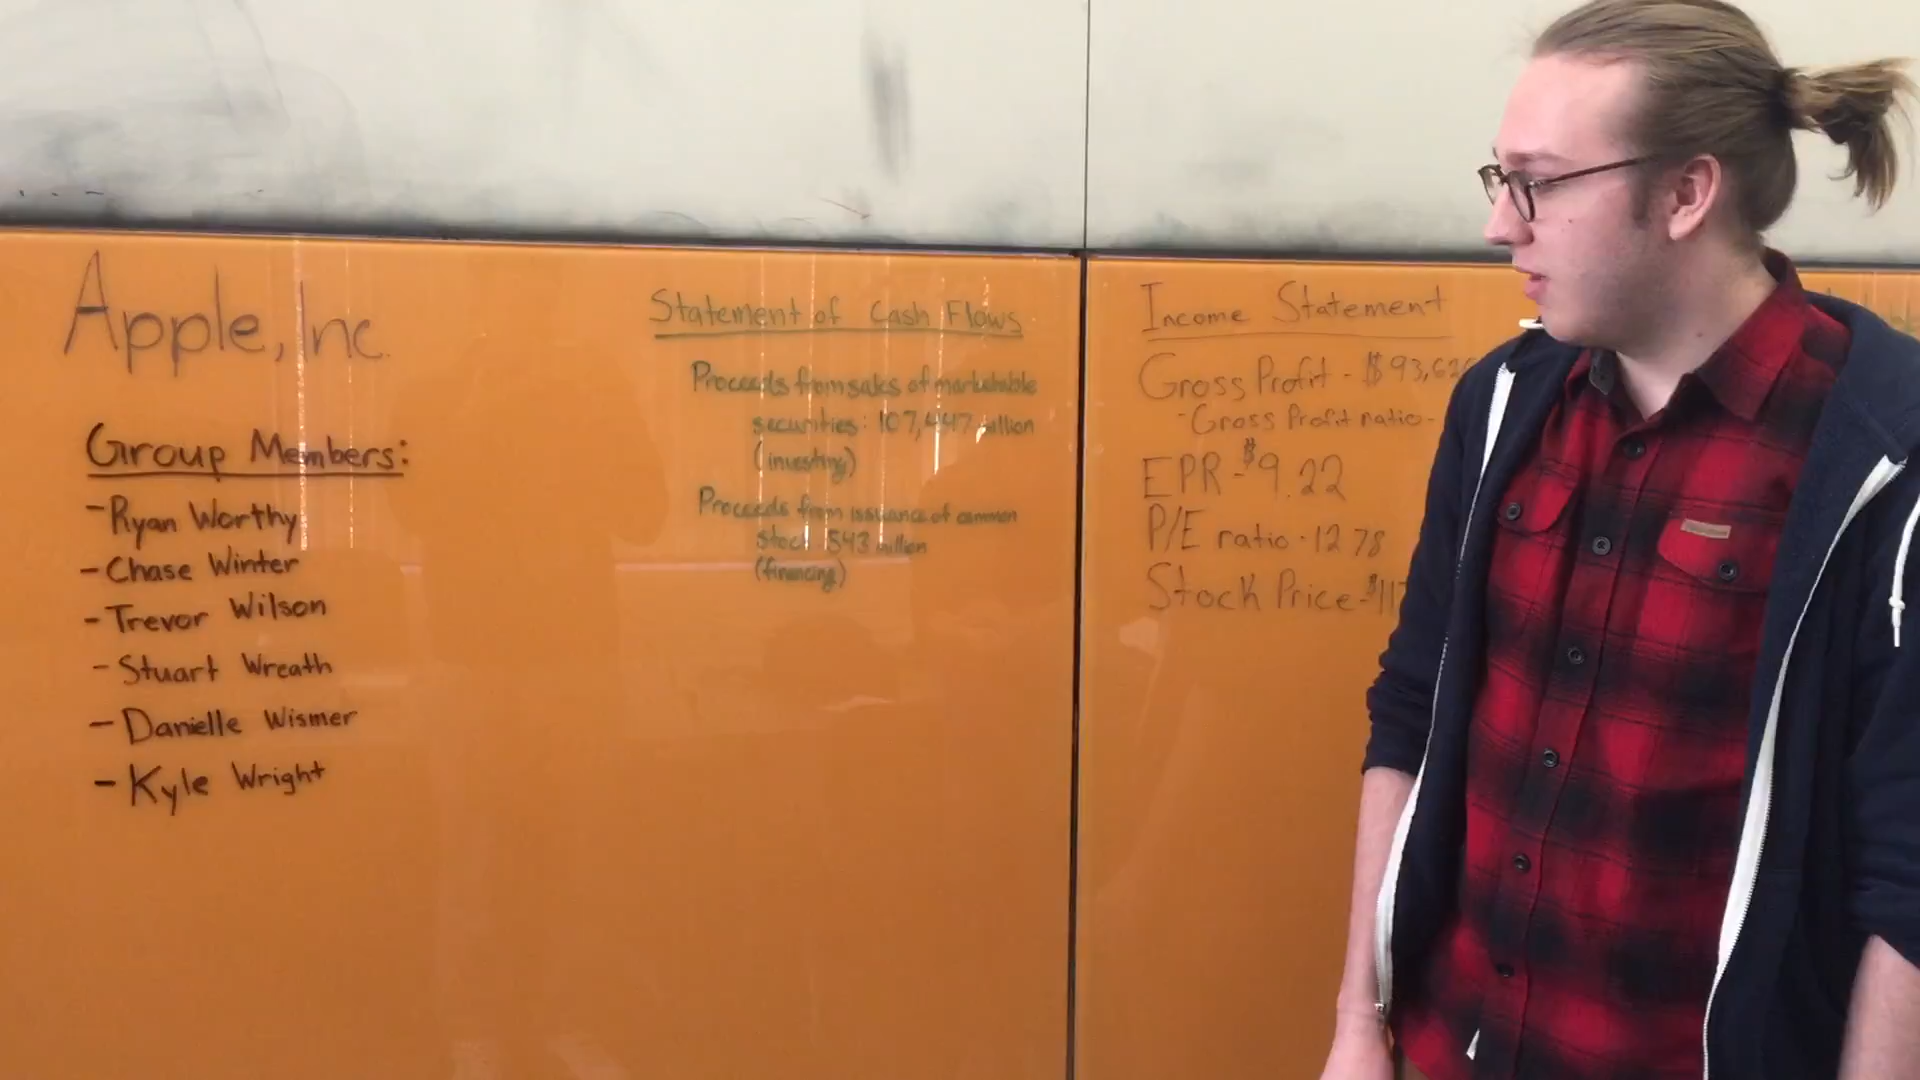 Apple, Inc.
Group Members:
- Ryan Worthy
- Chase Winter
- Trevor Wilson
- Stuart Wreath
- Danielle Wismer
- Kyle Wright
Statement of Cash Flows
Proceeds from sales of marketable
securities: 107,447 million
(investing)
Proceeds from issuance of common
stock 543 million
(financing)
Income Statement
Gross Profit - $93,626
- Gross Profit ratio -
EPR - $9.22
P/E ratio - 12.78
Stock Price - $117